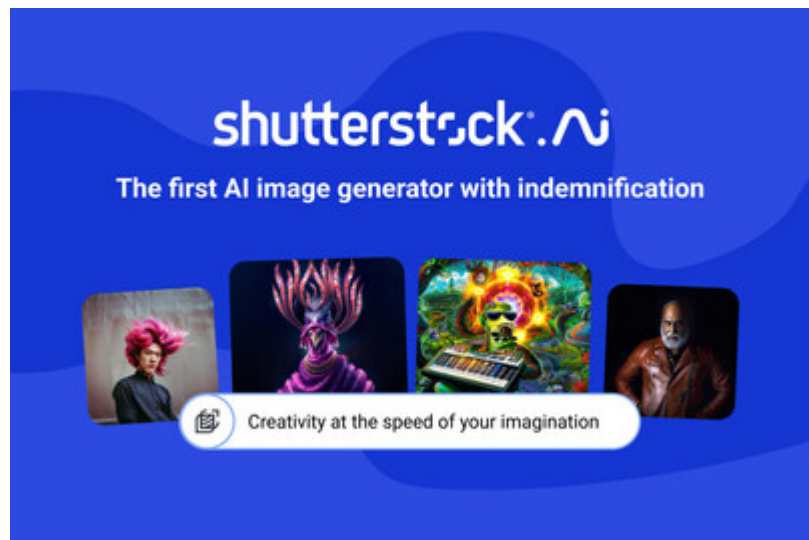 shutterstock.Ai
The first AI image generator with indemnification
Creativity at the speed of your imagination